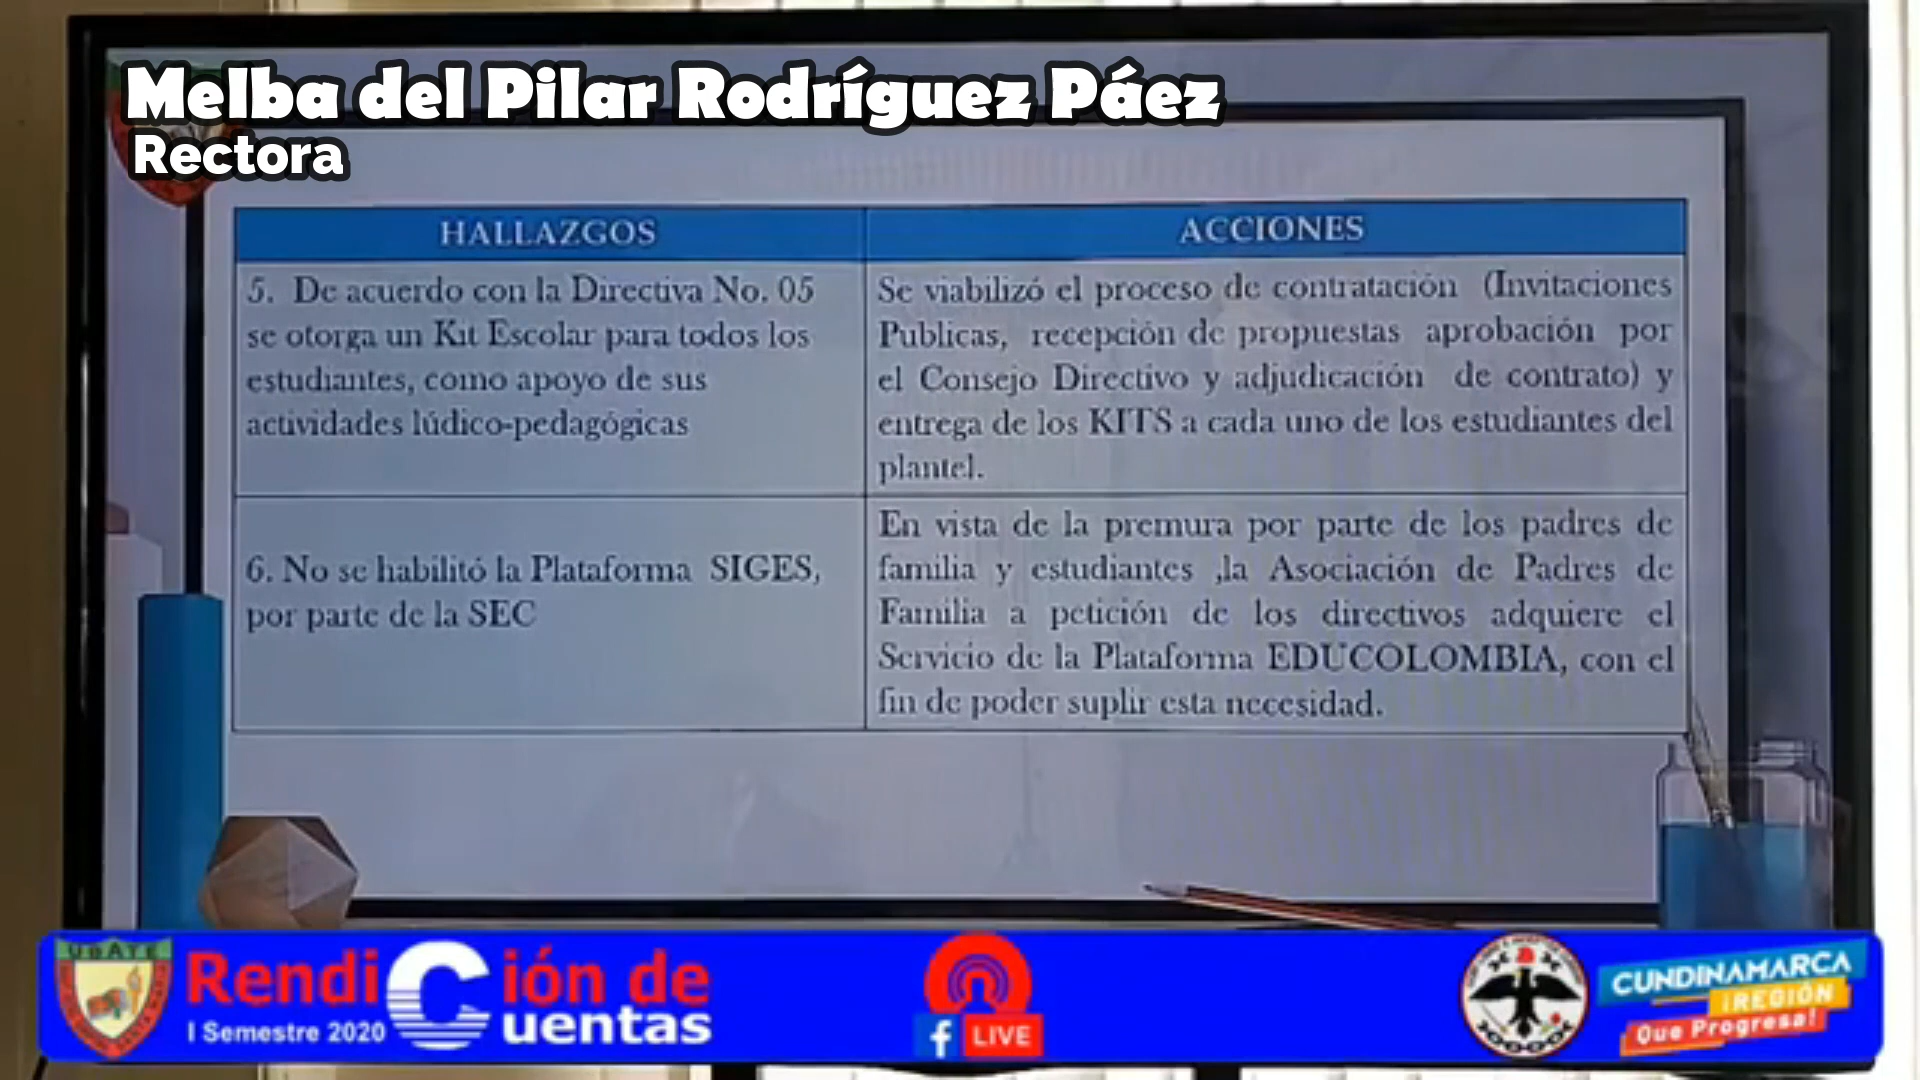 Melba del Pilar Rodríguez Páez
Rectora
HALLAZGOS
ACCIONES
5. De acuerdo con la Directiva No. 05
se otorga un Kit Escolar para todos los
estudiantes, como apoyo de sus
actividades lúdico-pedagógicas
Se viabilizó el proceso de contratación (Invitaciones
Publicas, recepción de propuestas aprobación por
el Consejo Directivo y adjudicación de contrato) y
entrega de los KITS a cada uno de los estudiantes del
plantel.
6. No se habilitó la Plataforma SIGES,
por parte de la SEC
En vista de la premura por parte de los padres de
familia y estudiantes ,la Asociación de Padres de
Familia a petición de los directivos adquiere el
Servicio de la Plataforma EDUCOLOMBIA, con el
fin de poder suplir esta necesidad.
UBATE
Rendición de
Cuentas
I Semestre 2020
f LIVE
CUNDINAMARCA
¡REGIÓN
Que Progresa!